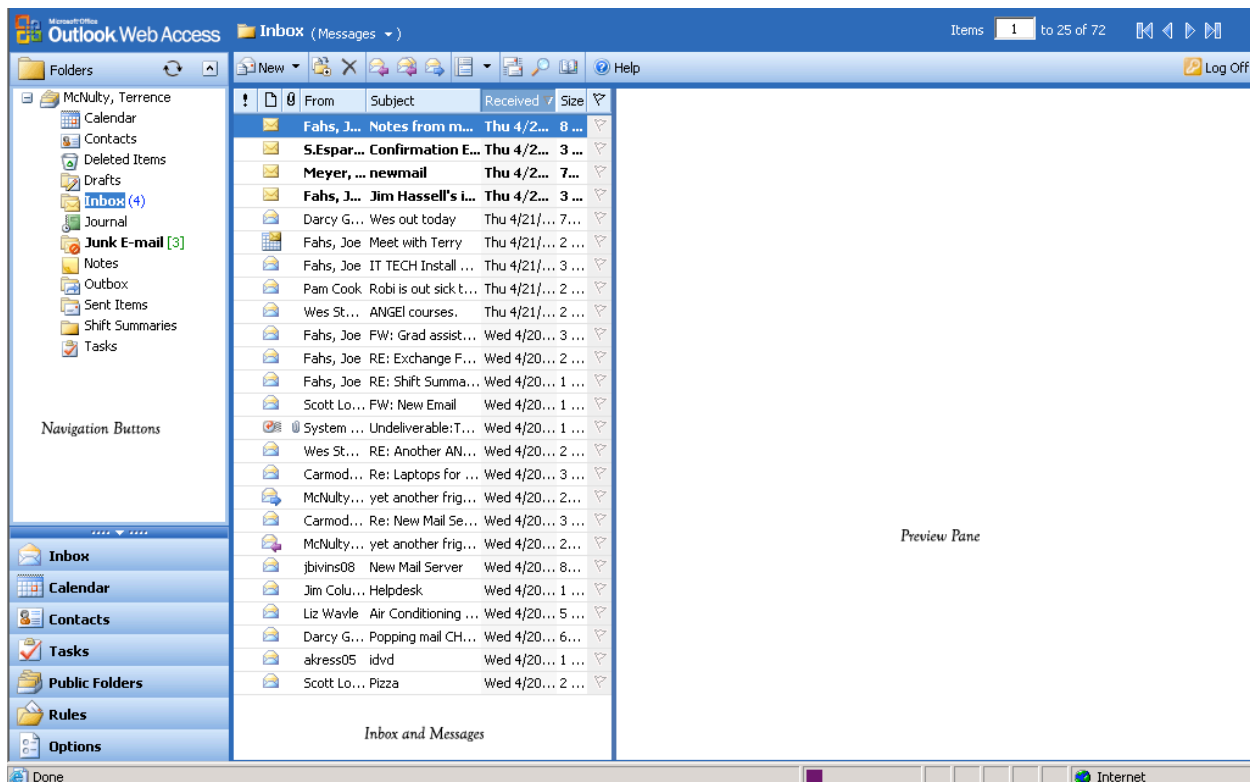 Microsoft Office
Outlook Web Access
Inbox (Messages)
Items 1 to 25 of 72
Folders
New
Help
Log Off
McNulty, Terrence
Calendar
Contacts
Deleted Items
Drafts
Inbox (4)
Journal
Junk E-mail [3]
Notes
Outbox
Sent Items
Shift Summaries
Tasks
Navigation Buttons
Inbox
Calendar
Contacts
Tasks
Public Folders
Rules
Options
! From Subject Received Size
Fahs, J... Notes from m... Thu 4/2... 8 ...
S.Espar... Confirmation E... Thu 4/2... 3 ...
Meyer, ... newmail Thu 4/2... 7...
Fahs, J... Jim Hassell's i... Thu 4/2... 3 ...
Darcy G... Wes out today Thu 4/21/... 7...
Fahs, Joe Meet with Terry Thu 4/21/... 2 ...
Fahs, Joe IT TECH Install ... Thu 4/21/... 3 ...
Pam Cook Robi is out sick t... Thu 4/21/... 2 ...
Wes St... ANGEl courses. Thu 4/21/... 2 ...
Fahs, Joe FW: Grad assist... Wed 4/20... 3 ...
Fahs, Joe RE: Exchange F... Wed 4/20... 2 ...
Fahs, Joe RE: Shift Summa... Wed 4/20... 1 ...
Scott Lo... FW: New Email Wed 4/20... 1 ...
System ... Undeliverable:T... Wed 4/20... 1 ...
Wes St... RE: Another AN... Wed 4/20... 2 ...
Carmod... Re: Laptops for ... Wed 4/20... 3 ...
McNulty... yet another frig... Wed 4/20... 2...
Carmod... Re: New Mail Se... Wed 4/20... 3 ...
McNulty... yet another frig... Wed 4/20... 2...
jbivins08 New Mail Server Wed 4/20... 8...
Jim Colu... Helpdesk Wed 4/20... 1 ...
Liz Wavle Air Conditioning ... Wed 4/20... 5 ...
Darcy G... Popping mail CH... Wed 4/20... 6...
akress05 idvd Wed 4/20... 1 ...
Scott Lo... Pizza Wed 4/20... 2 ...
Inbox and Messages
Preview Pane
Done
Internet